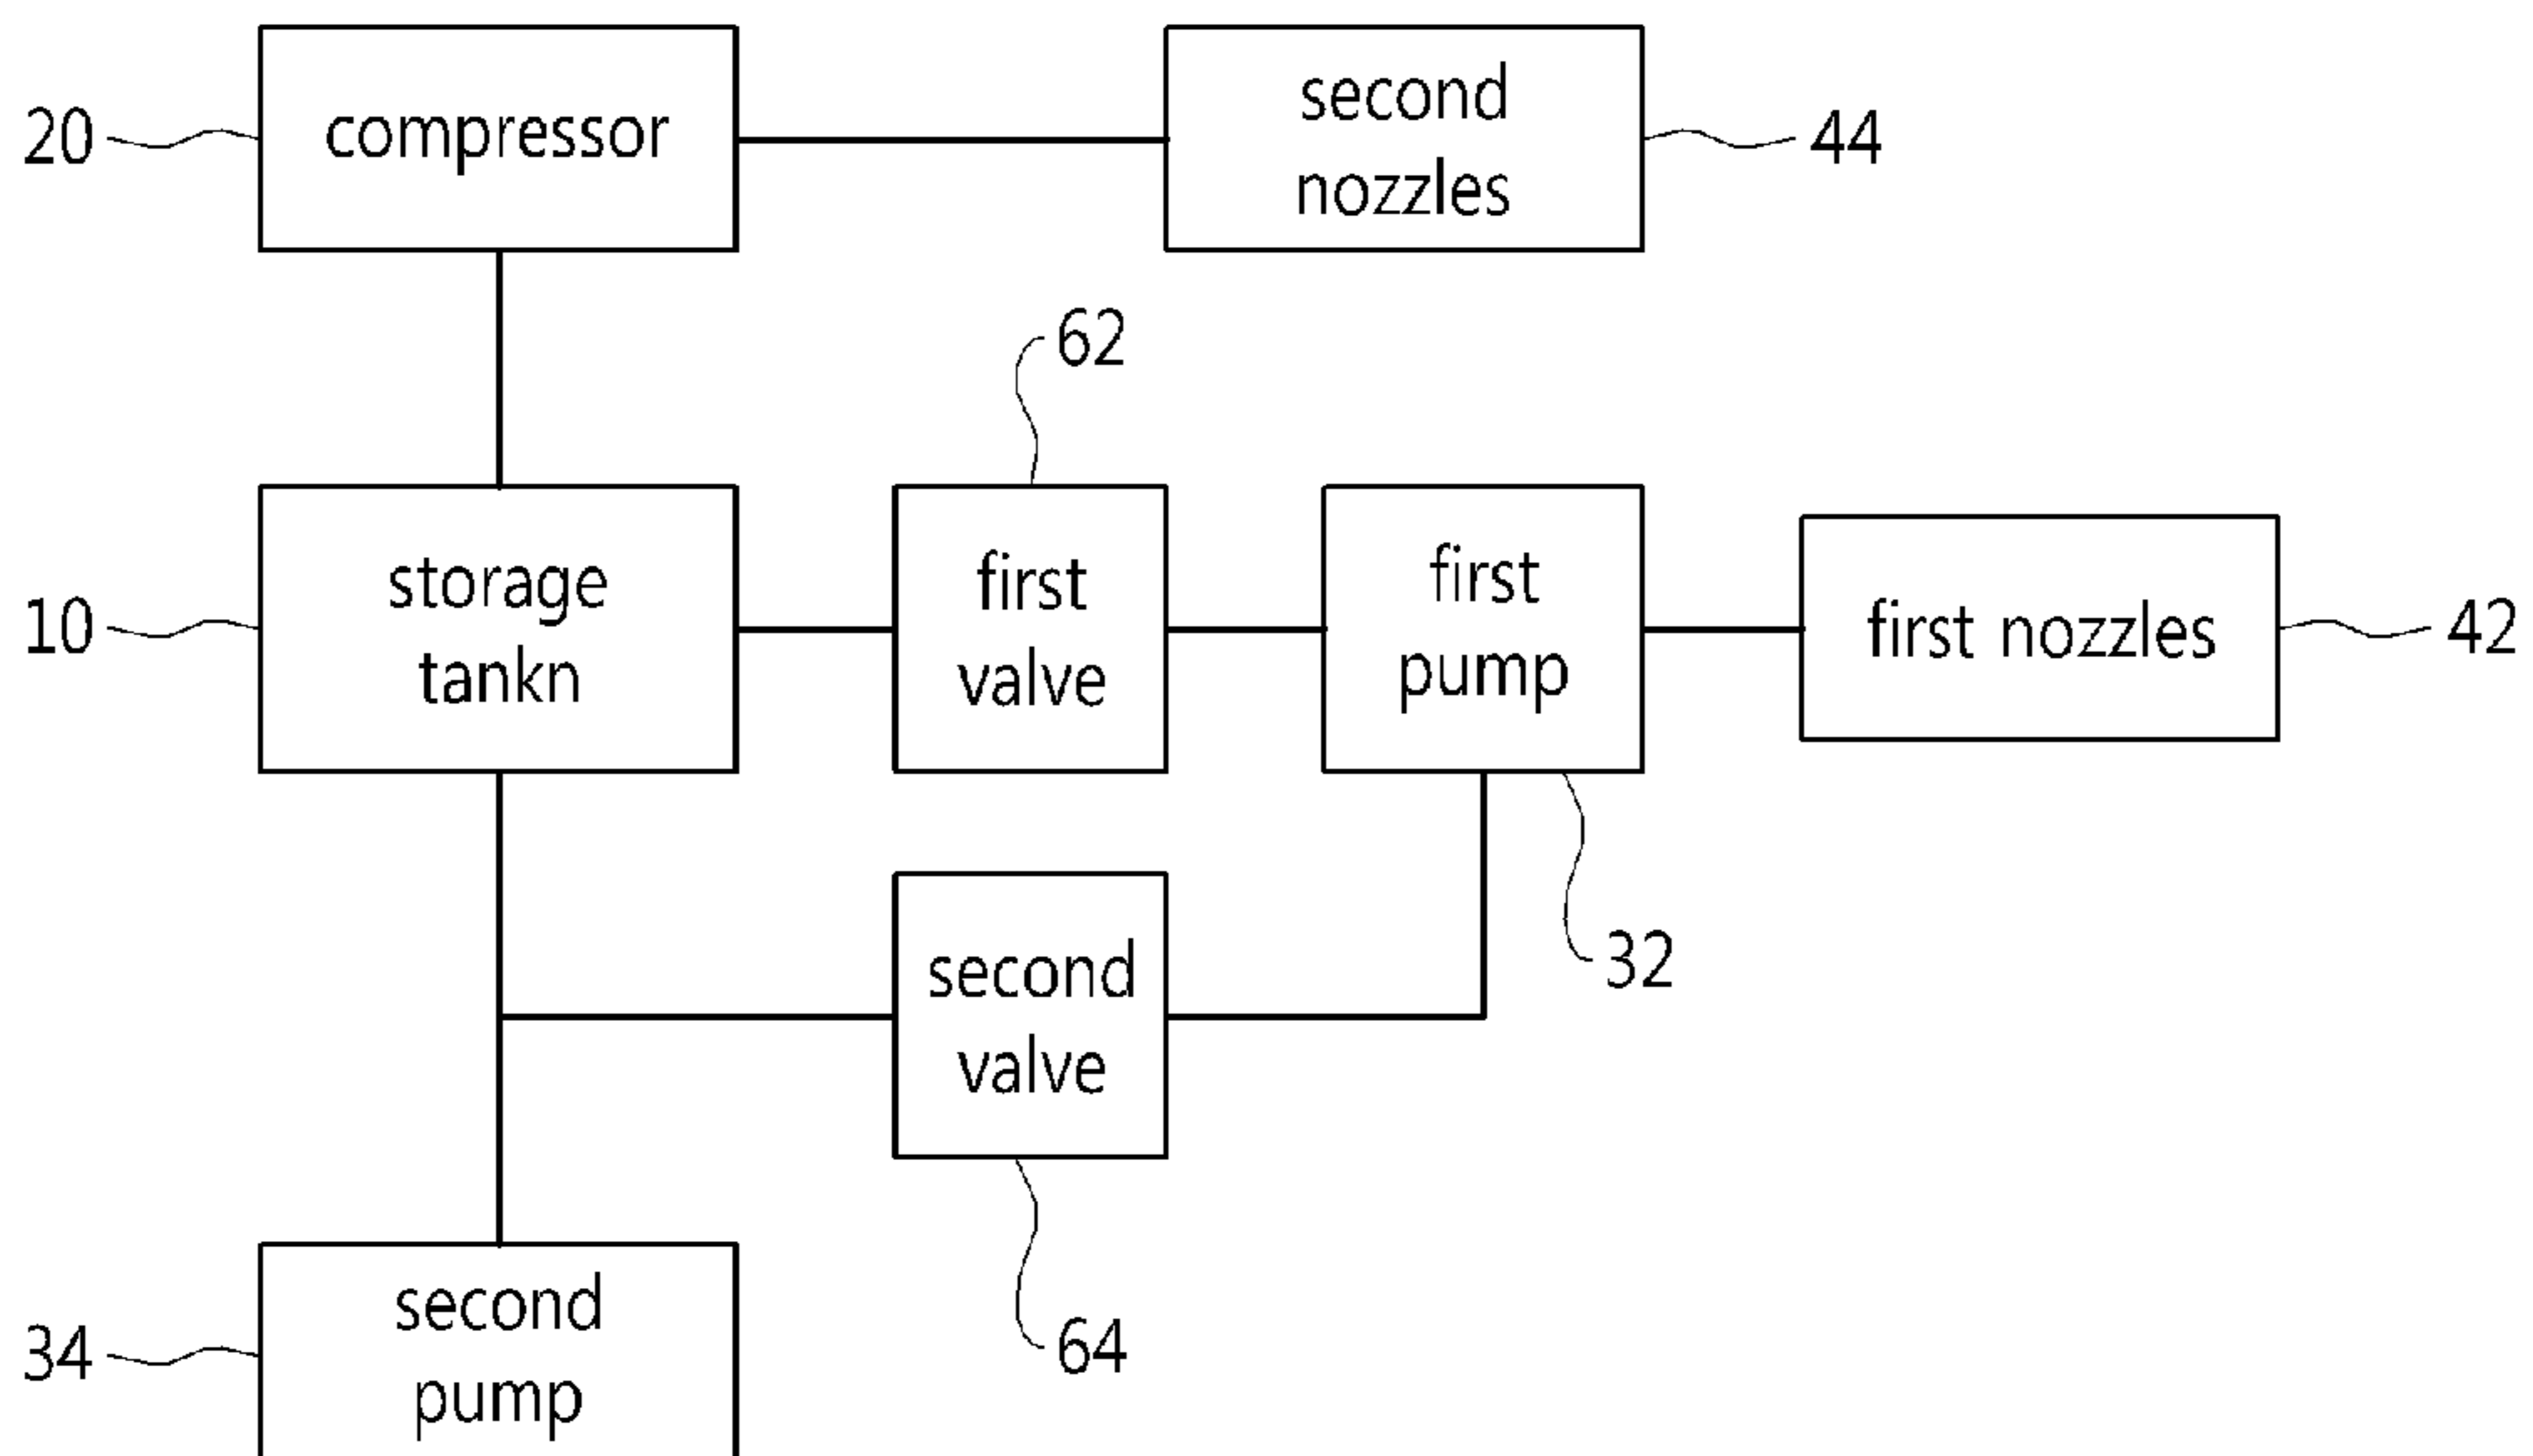 20
compressor
second
nozzles
44
62
10
storage
tankn
first
valve
first
pump
first nozzles
42
second
valve
32
64
34
second
pump